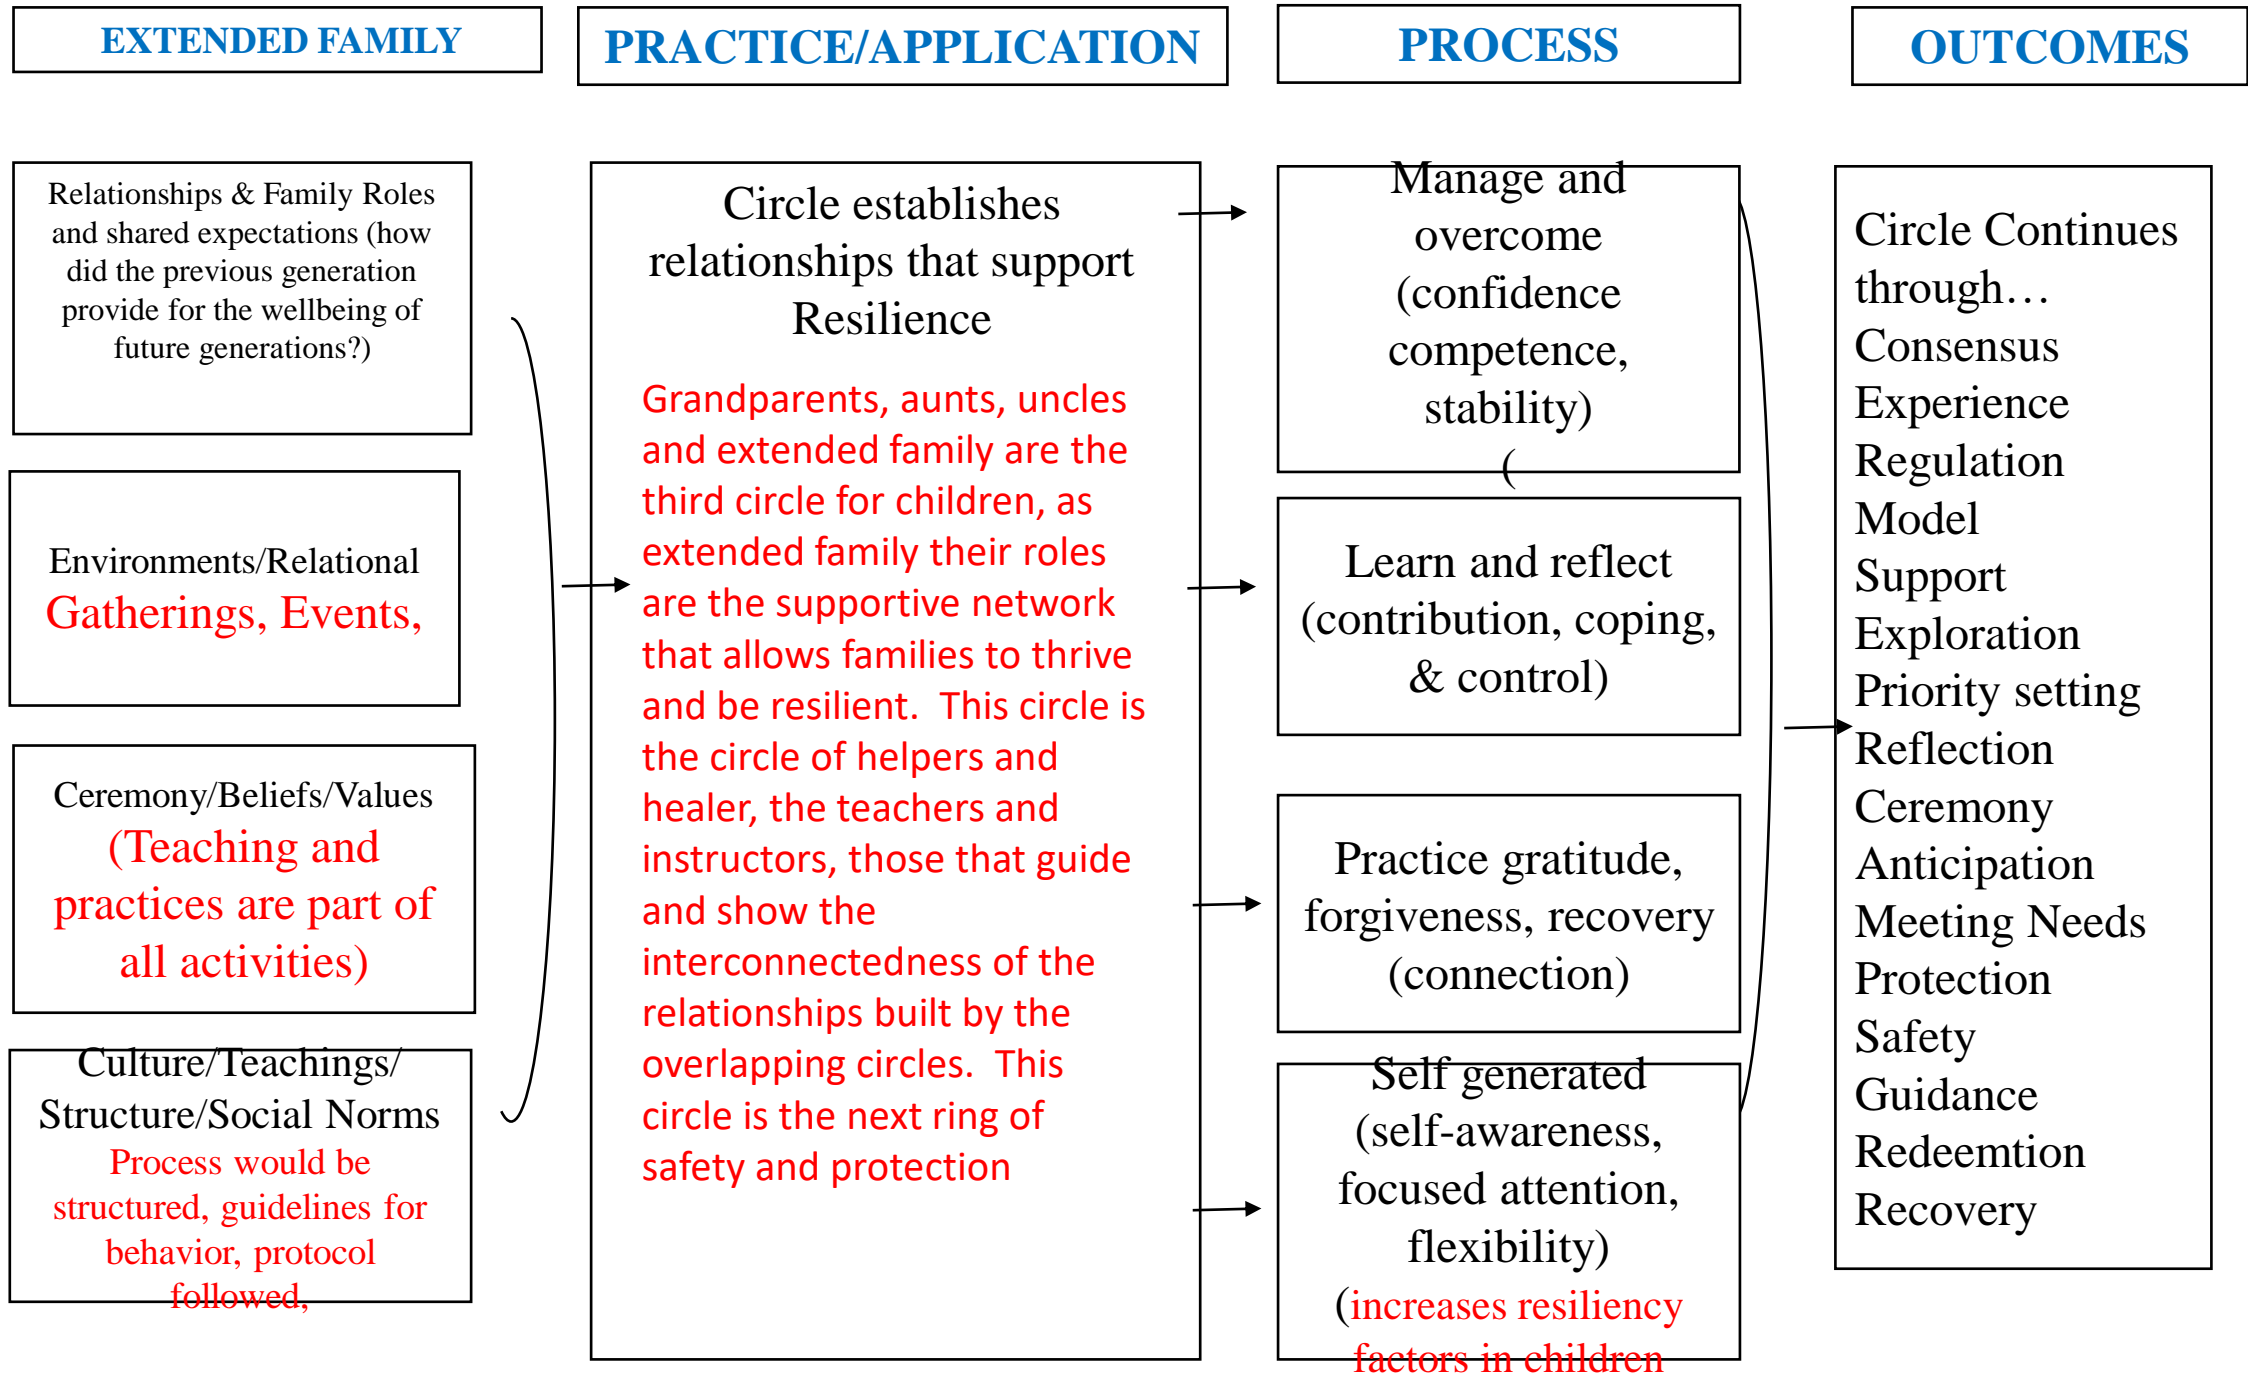 EXTENDED FAMILY
PRACTICE/APPLICATION
PROCESS
OUTCOMES
Relationships & Family Roles
and shared expectations (how
did the previous generation
provide for the wellbeing of
future generations?)
Environments/Relational
Gatherings, Events,
Ceremony/Beliefs/Values
(Teaching and
practices are part of
all activities)
Culture/Teachings/
Structure/Social Norms
Process would be
structured, guidelines for
behavior, protocol
followed,
Circle establishes
relationships that support
Resilience
Grandparents, aunts, uncles
and extended family are the
third circle for children, as
extended family their roles
are the supportive network
that allows families to thrive
and be resilient.  This circle is
the circle of helpers and
healer, the teachers and
instructors, those that guide
and show the
interconnectedness of the
relationships built by the
overlapping circles.  This
circle is the next ring of
safety and protection
Manage and
overcome
(confidence
competence,
stability)
(
Learn and reflect
(contribution, coping,
& control)
Practice gratitude,
forgiveness, recovery
(connection)
Self generated
(self-awareness,
focused attention,
flexibility)
(increases resiliency
factors in children
Circle Continues
through…
Consensus
Experience
Regulation
Model
Support
Exploration
Priority setting
Reflection
Ceremony
Anticipation
Meeting Needs
Protection
Safety
Guidance
Redeemtion
Recovery